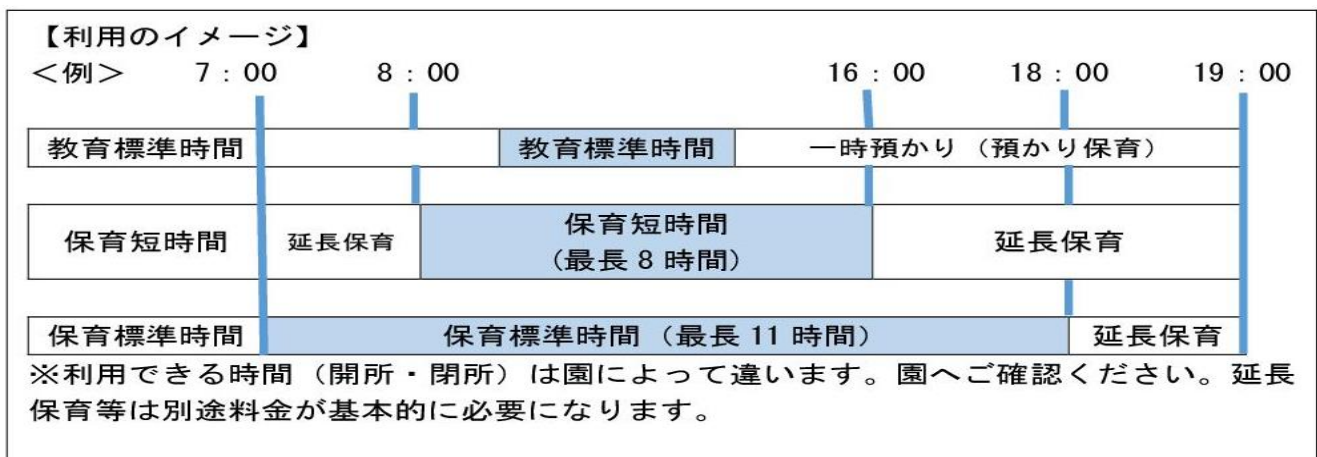 【利用のイメージ】
＜例＞ 7：00 8：00 16：00 18：00 19：00
教育標準時間 教育標準時間 一時預かり（預かり保育）
保育短時間 延長保育 保育短時間 延長保育
（最長 8 時間）
保育標準時間 保育標準時間（最長 11 時間） 延長保育
※利用できる時間（開所・閉所）は園によって違います。園へご確認ください。延長
保育等は別途料金が基本的に必要になります。